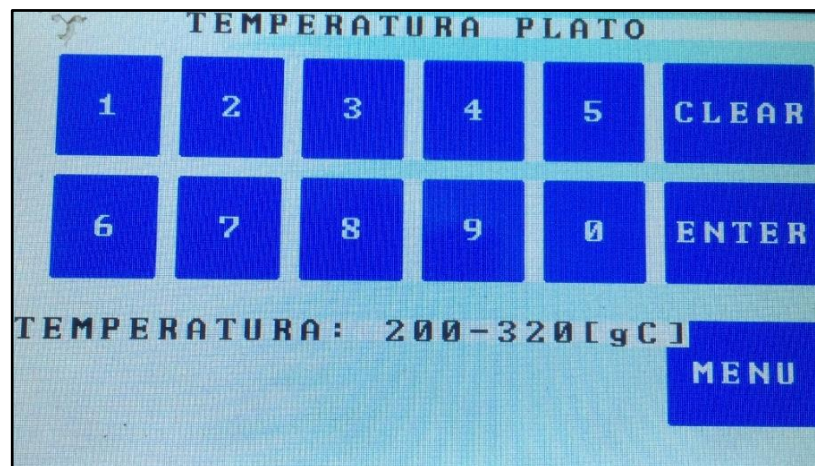 TEMPERATURA PLATO
1 2 3 4 5 CLEAR
6 7 8 9 0 ENTER
TEMPERATURA: 200-320[gC]
MENU